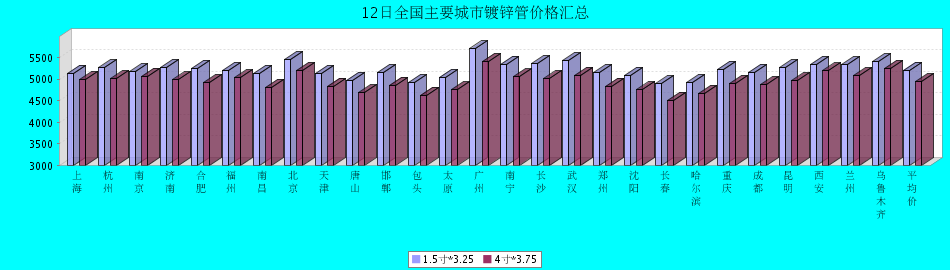 12日全国主要城市镀锌管价格汇总
5500
5000
4500
4000
3500
3000
上海 杭州 南京 济南 合肥 福州 南昌 北京 天津 唐山 邯郸 包头 太原 广州 南宁 长沙 武汉 郑州 沈阳 长春 哈尔滨 重庆 成都 昆明 西安 兰州 乌鲁木齐 平均价
1.5寸*3.25 4寸*3.75